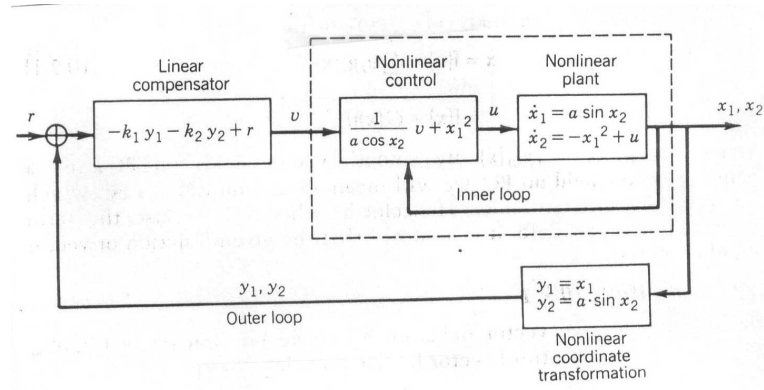 Linear
compensator
Nonlinear
control
Nonlinear
plant
r
-k₁ y₁ - k₂ y₂ + r
υ
1
a cos x₂
υ + x₁²
u
ẋ₁ = a sin x₂
ẋ₂ = -x₁² + u
x₁, x₂
Inner loop
y₁, y₂
Outer loop
y₁ = x₁
y₂ = a·sin x₂
Nonlinear
coordinate
transformation